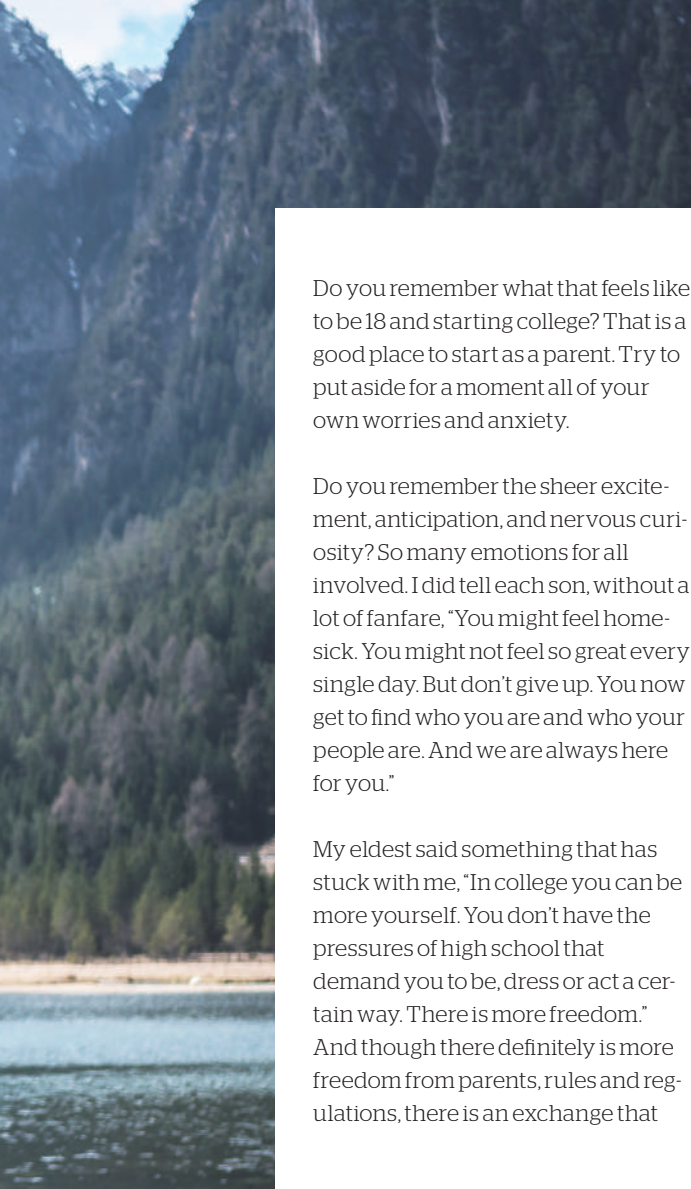 Do you remember what that feels like
to be 18 and starting college? That is a
good place to start as a parent. Try to
put aside for a moment all of your
own worries and anxiety.
Do you remember the sheer excite-
ment, anticipation, and nervous curi-
osity? So many emotions for all
involved. I did tell each son, without a
lot of fanfare, “You might feel home-
sick. You might not feel so great every
single day. But don’t give up. You now
get to find who you are and who your
people are. And we are always here
for you.”
My eldest said something that has
stuck with me, “In college you can be
more yourself. You don’t have the
pressures of high school that
demand you to be, dress or act a cer-
tain way. There is more freedom.”
And though there definitely is more
freedom from parents, rules and reg-
ulations, there is an exchange that